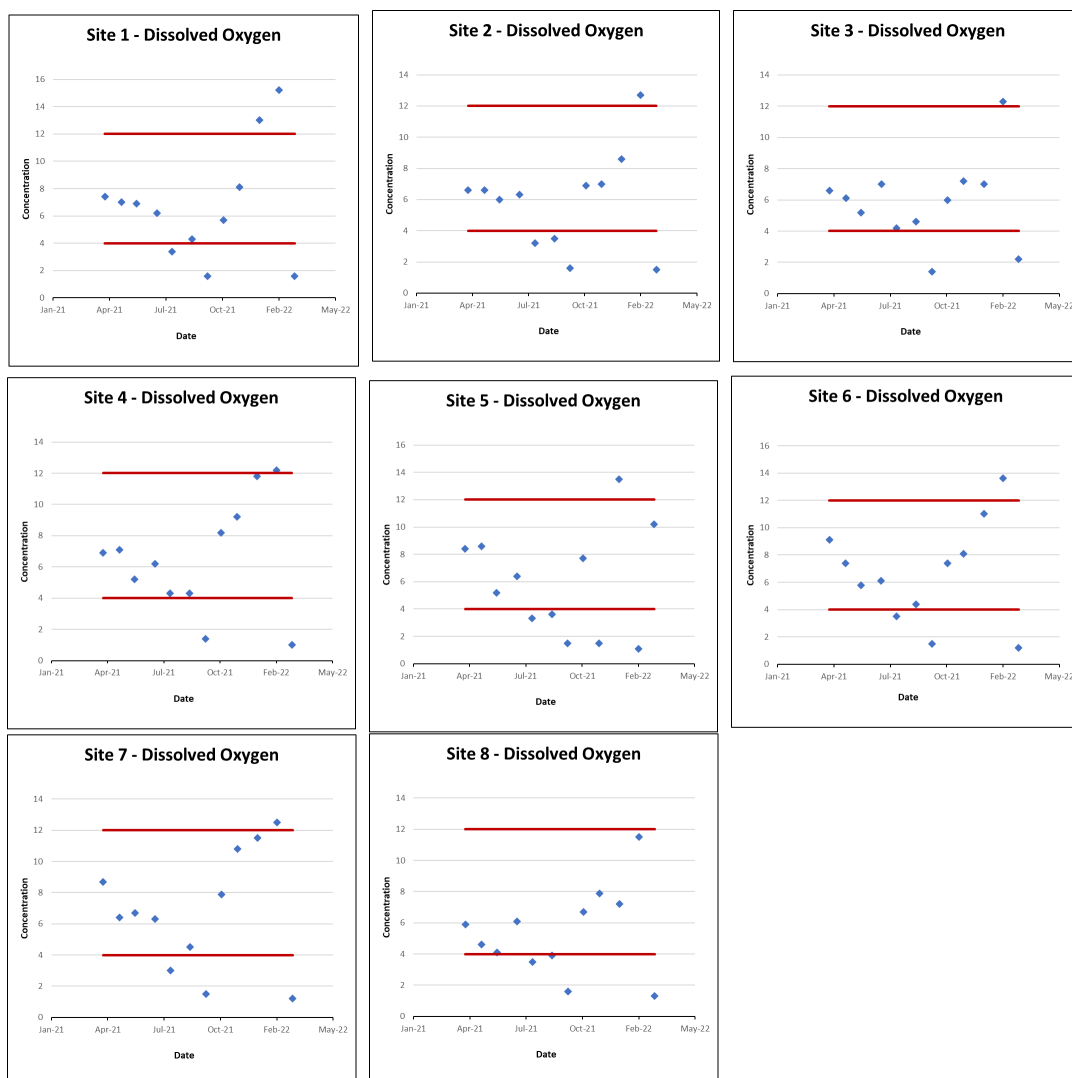 Site 1 - Dissolved Oxygen
16
14
12
10
8
6
4
2
0
Concentration
Jan-21 Apr-21 Jul-21 Oct-21 Feb-22 May-22
Date
Site 2 - Dissolved Oxygen
14
12
10
8
6
4
2
0
Concentration
Jan-21 Apr-21 Jul-21 Oct-21 Feb-22 May-22
Date
Site 3 - Dissolved Oxygen
14
12
10
8
6
4
2
0
Concentration
Jan-21 Apr-21 Jul-21 Oct-21 Feb-22 May-22
Date
Site 4 - Dissolved Oxygen
14
12
10
8
6
4
2
0
Concentration
Jan-21 Apr-21 Jul-21 Oct-21 Feb-22 May-22
Date
Site 5 - Dissolved Oxygen
16
14
12
10
8
6
4
2
0
Concentration
Jan-21 Apr-21 Jul-21 Oct-21 Feb-22 May-22
Date
Site 6 - Dissolved Oxygen
16
14
12
10
8
6
4
2
0
Concentration
Jan-21 Apr-21 Jul-21 Oct-21 Feb-22 May-22
Date
Site 7 - Dissolved Oxygen
14
12
10
8
6
4
2
0
Concentration
Jan-21 Apr-21 Jul-21 Oct-21 Feb-22 May-22
Date
Site 8 - Dissolved Oxygen
14
12
10
8
6
4
2
0
Concentration
Jan-21 Apr-21 Jul-21 Oct-21 Feb-22 May-22
Date